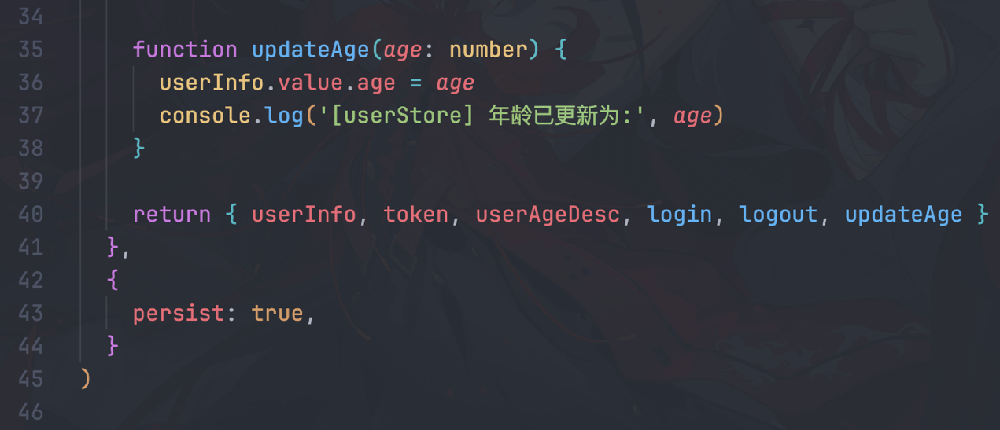 34
35 function updateAge(age: number) {
36 userInfo.value.age = age
37 console.log('[userStore] 年龄已更新为:', age)
38 }
39
40 return { userInfo, token, userAgeDesc, login, logout, updateAge }
41 },
42 {
43 persist: true,
44 }
45 )
46